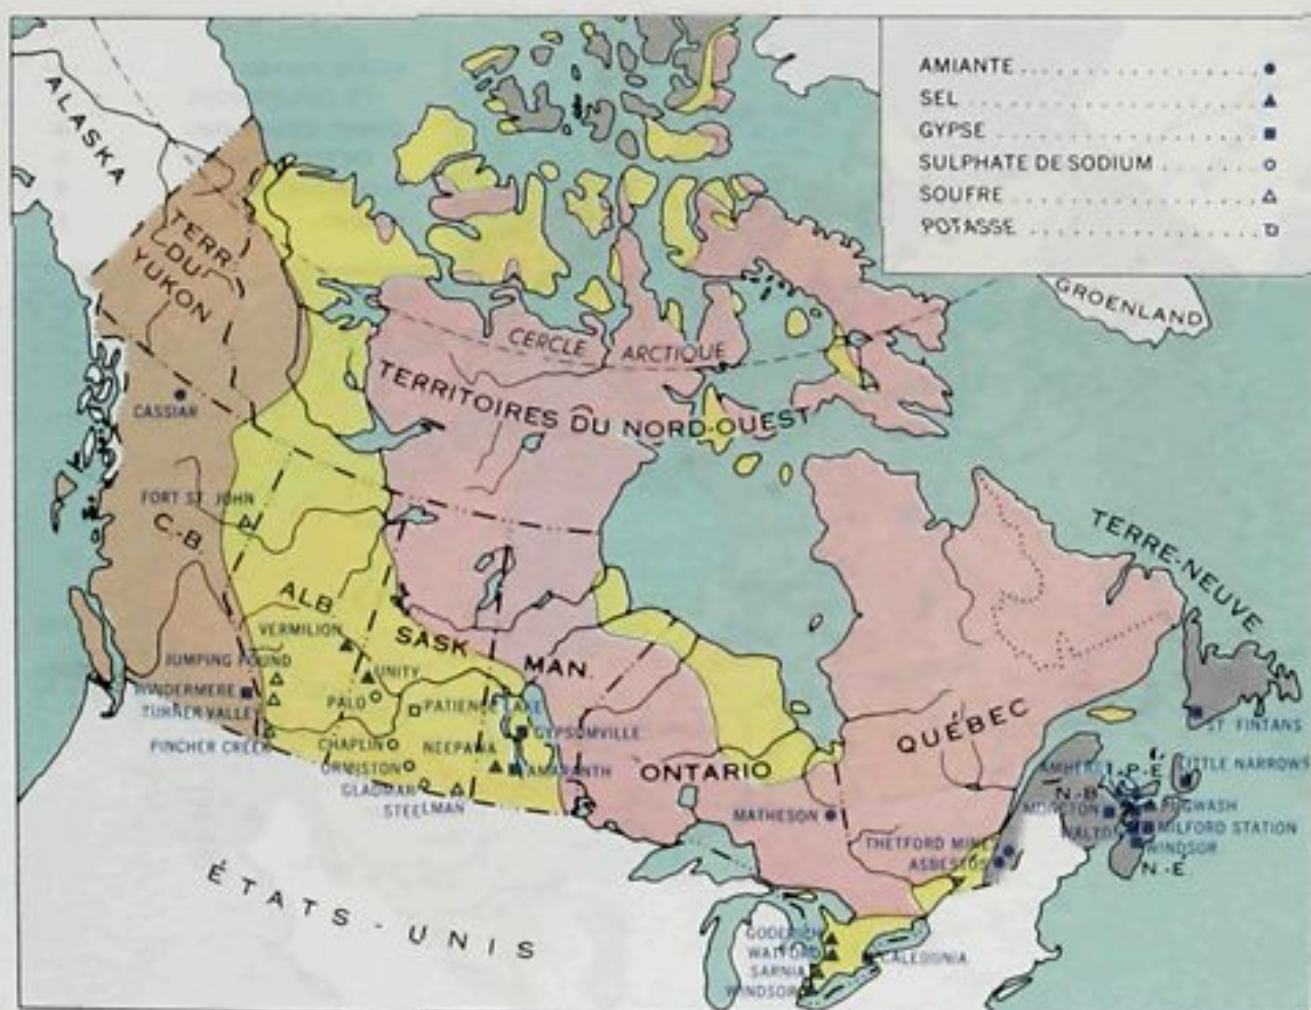 AMIANTE
SEL
GYPSE
SULPHATE DE SODIUM
SOUFRE
POTASSE
ALASKA
TERR.
DU
YUKON
GROENLAND
CERCLE ARCTIQUE
TERRITOIRES DU NORD-OUEST
CASSIAR
FORT ST. JOHN
C.-B.
TERRE-NEUVE
ALB
VERMILION
SASK
MAN.
JUMPING POUND
UNITY
WINDERMERE
PALO
PATIENCE LAKE
TURNER VALLEY
GYPSUMVILLE
PINCHER CREEK
CHAPLIN
NEEPAWA
ORMISTON
AMARANTH
GLADMAR
STEELMAN
ONTARIO
QUÉBEC
ST FINTANS
AMHERST
I.-P.-E.
LITTLE NARROWS
N.-B
MONCTON
PUGWASH
MATHESON
WALTON
MILFORD STATION
THETFORD MINES
WINDSOR
ASBESTOS
N.-É.
ÉTATS-UNIS
GODERICH
WATFORD
CALEDONIA
SARNIA
WINDSOR